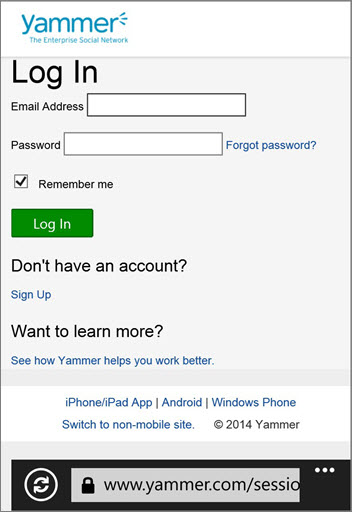 yammer
The Enterprise Social Network
Log In
Email Address
Password Forgot password?
Remember me
Log In
Don't have an account?
Sign Up
Want to learn more?
See how Yammer helps you work better.
iPhone/iPad App | Android | Windows Phone
Switch to non-mobile site. © 2014 Yammer
www.yammer.com/sessio